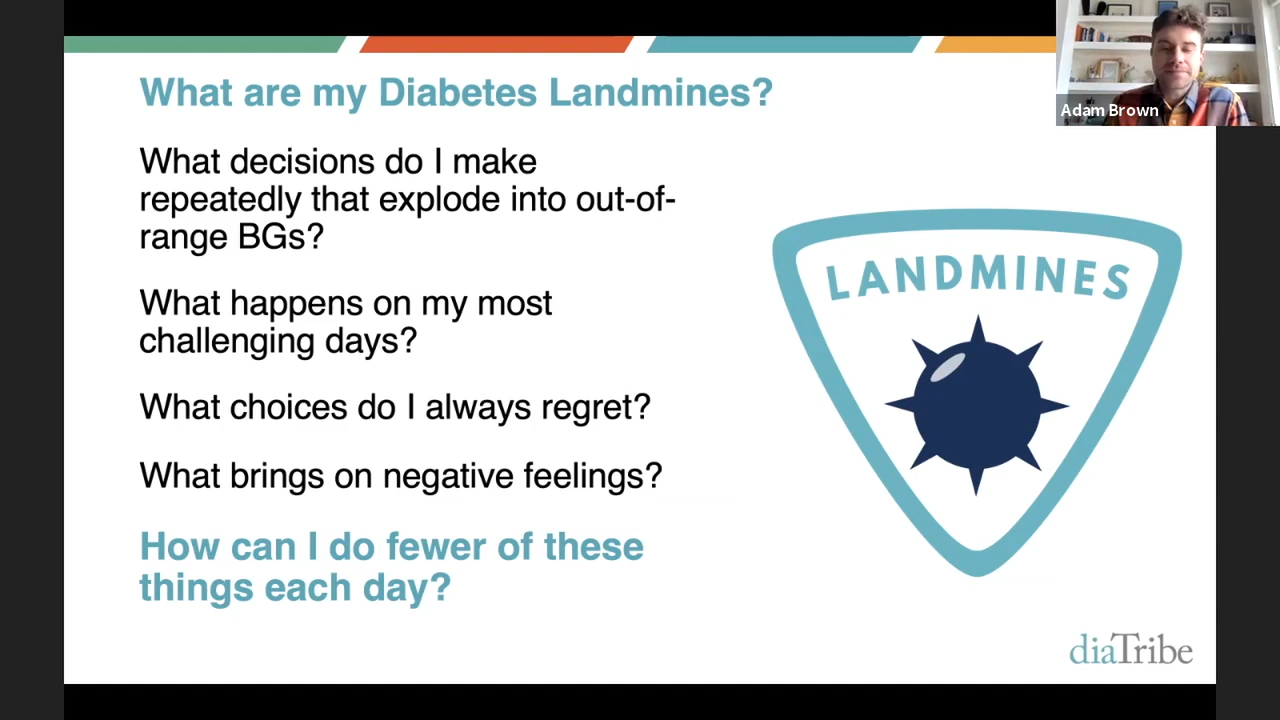 Adam Brown
What are my Diabetes Landmines?
What decisions do I make
repeatedly that explode into out-of-
range BGs?
What happens on my most
challenging days?
What choices do I always regret?
What brings on negative feelings?
How can I do fewer of these
things each day?
LANDMINES
diaTribe